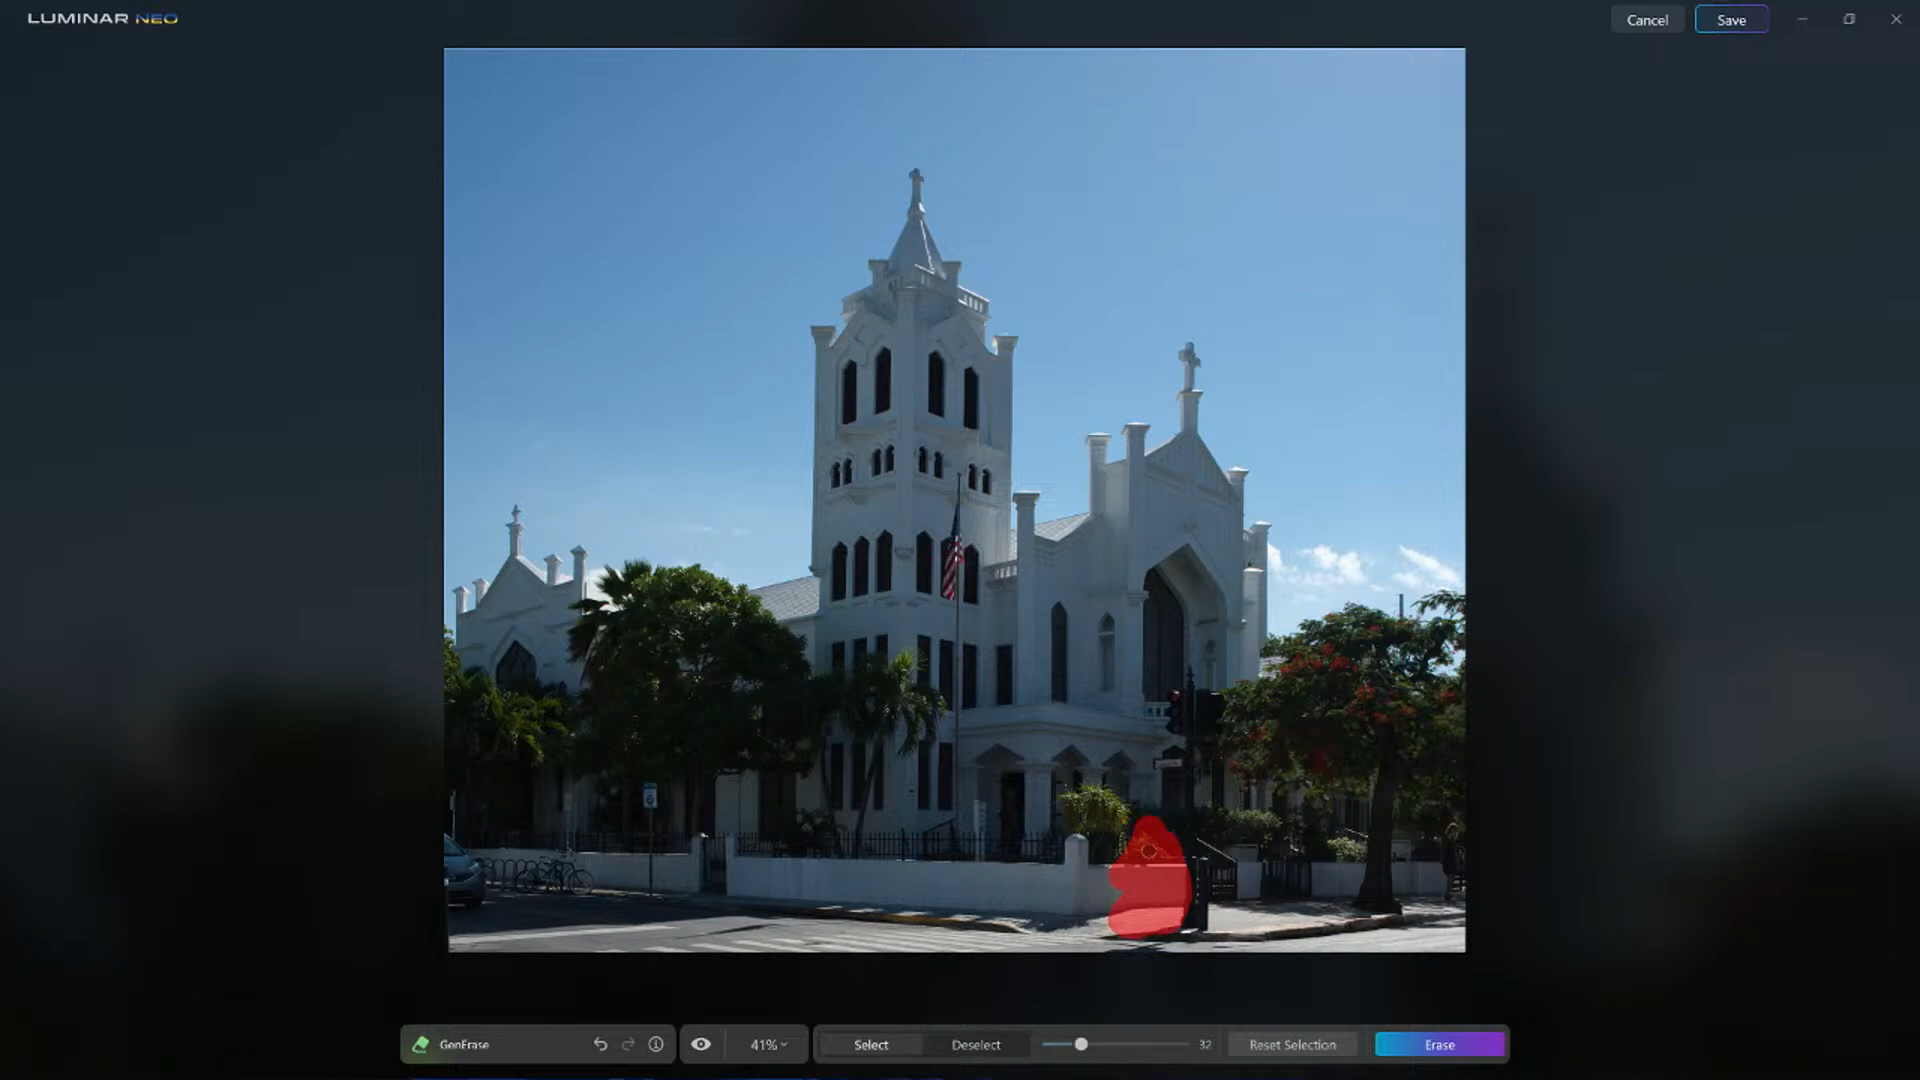 LUMINAR NEO
Cancel
Save
GenErase
41%
Select
Deselect
32
Reset Selection
Erase